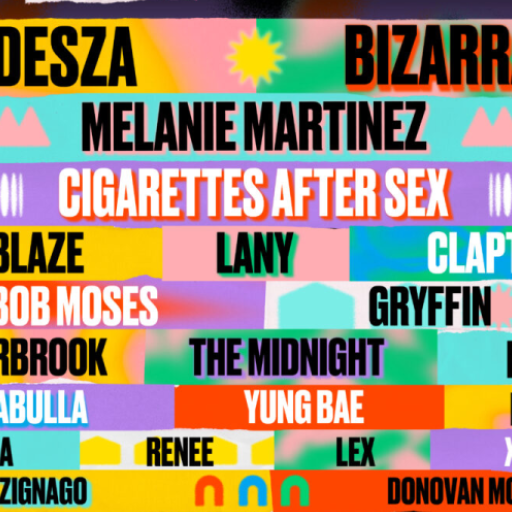 DESZA BIZARRA
MELANIE MARTINEZ
CIGARETTES AFTER SEX
BLAZE LANY CLAPT
BOB MOSES GRYFFIN
RBROOK THE MIDNIGHT
ABULLA YUNG BAE
A RENEE LEX
ZIGNAGO DONOVAN MO